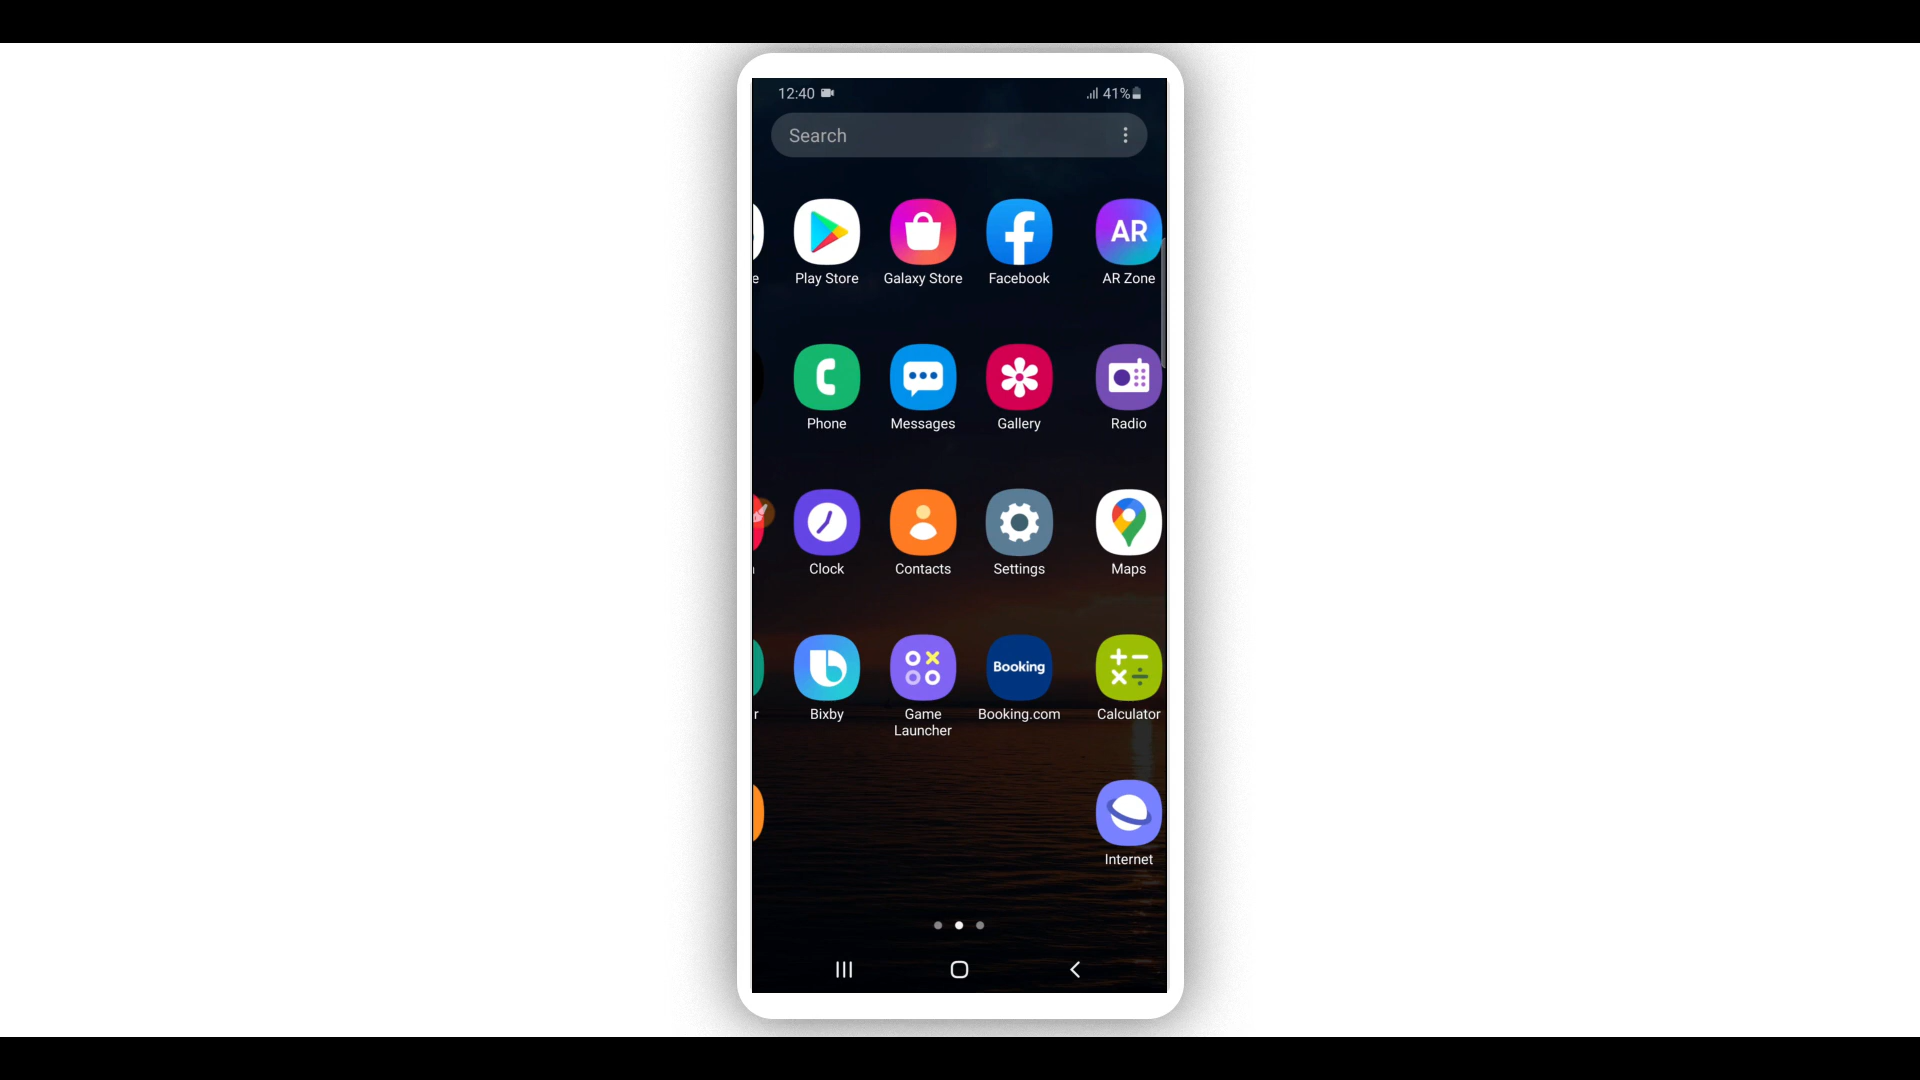 12:40
41%
Search
e
Play Store
Galaxy Store
Facebook
AR
AR Zone
Phone
Messages
Gallery
Radio
Clock
Contacts
Settings
Maps
Booking
r
Bixby
Game
Launcher
Booking.com
Calculator
Internet